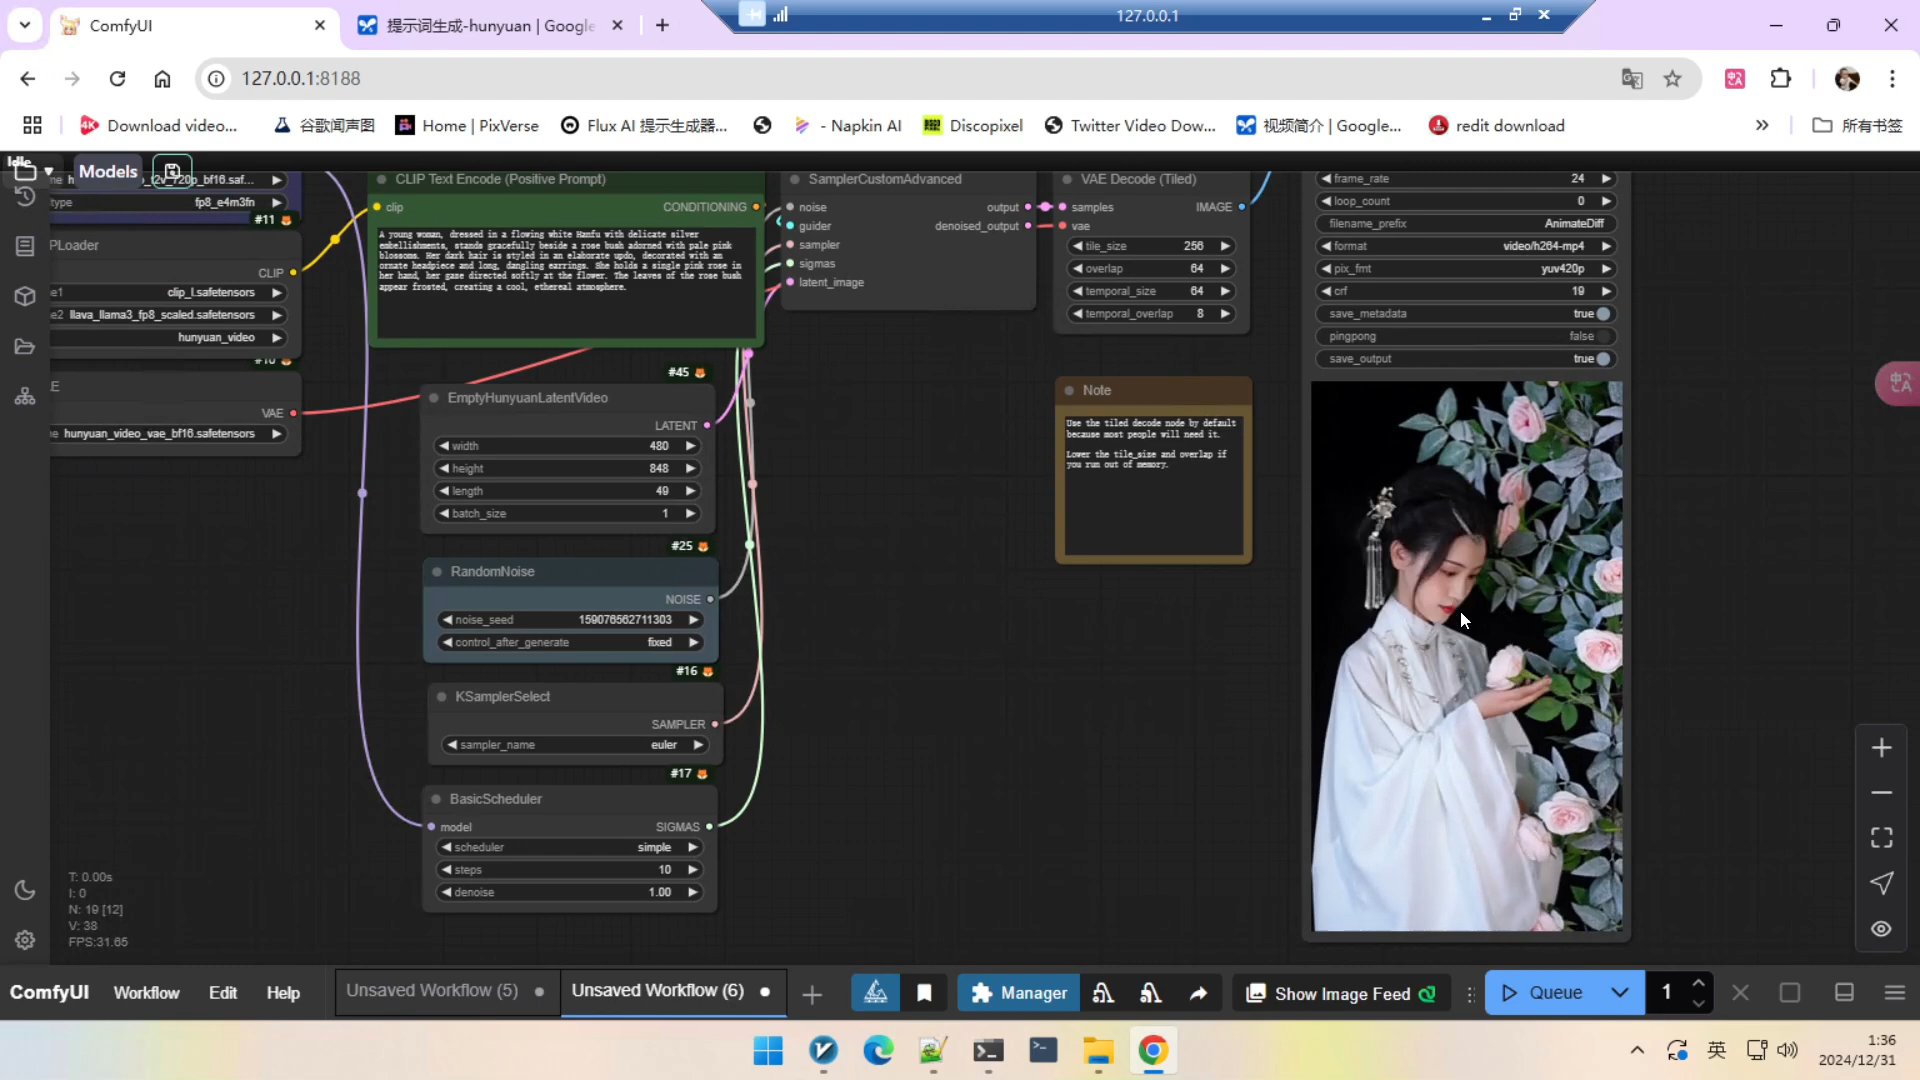 ComfyUI
提示词生成-hunyuan | Google
127.0.0.1
127.0.0.1:8188
Download video...
谷歌闻声图
Home | PixVerse
Flux AI 提示生成器...
- Napkin AI
Discopixel
Twitter Video Dow...
视频简介 | Google...
redit download
所有书签
Idle
Models
_t2v_720p_bf16.saf...
type fp8_e4m3fn
#11
PLoader
CLIP
clip_l.safetensors
llava_llama3_fp8_scaled.safetensors
hunyuan_video
#10
VAE
hunyuan_video_vae_bf16.safetensors
CLIP Text Encode (Positive Prompt)
clip CONDITIONING
A young woman, dressed in a flowing white Hanfu with delicate silver
embellishments, stands gracefully beside a rose bush adorned with pale pink
blossoms. Her dark hair is styled in an elaborate updo, decorated with an
ornate headpiece and long, dangling earrings. She holds a single pink rose in
her hand, her gaze directed softly at the flower. The leaves of the rose bush
appear frosted, creating a cool, ethereal atmosphere.
#45
EmptyHunyuanLatentVideo
LATENT
width 480
height 848
length 49
batch_size 1
#25
RandomNoise
NOISE
noise_seed 159076562711303
control_after_generate fixed
#16
KSamplerSelect
SAMPLER
sampler_name euler
#17
BasicScheduler
model SIGMAS
scheduler simple
steps 10
denoise 1.00
SamplerCustomAdvanced
noise output
guider denoised_output
sampler
sigmas
latent_image
VAE Decode (Tiled)
samples IMAGE
vae
tile_size 256
overlap 64
temporal_size 64
temporal_overlap 8
Note
Use the tiled decode node by default
because most people will need it.
Lower the tile_size and overlap if
you run out of memory.
frame_rate 24
loop_count 0
filename_prefix AnimateDiff
format video/h264-mp4
pix_fmt yuv420p
crf 19
save_metadata true
pingpong false
save_output true
T: 0.00s
I: 0
N: 19 [12]
V: 38
FPS:31.65
ComfyUI
Workflow
Edit
Help
Unsaved Workflow (5)
Unsaved Workflow (6)
Manager
Show Image Feed
Queue
1
英
1:36
2024/12/31